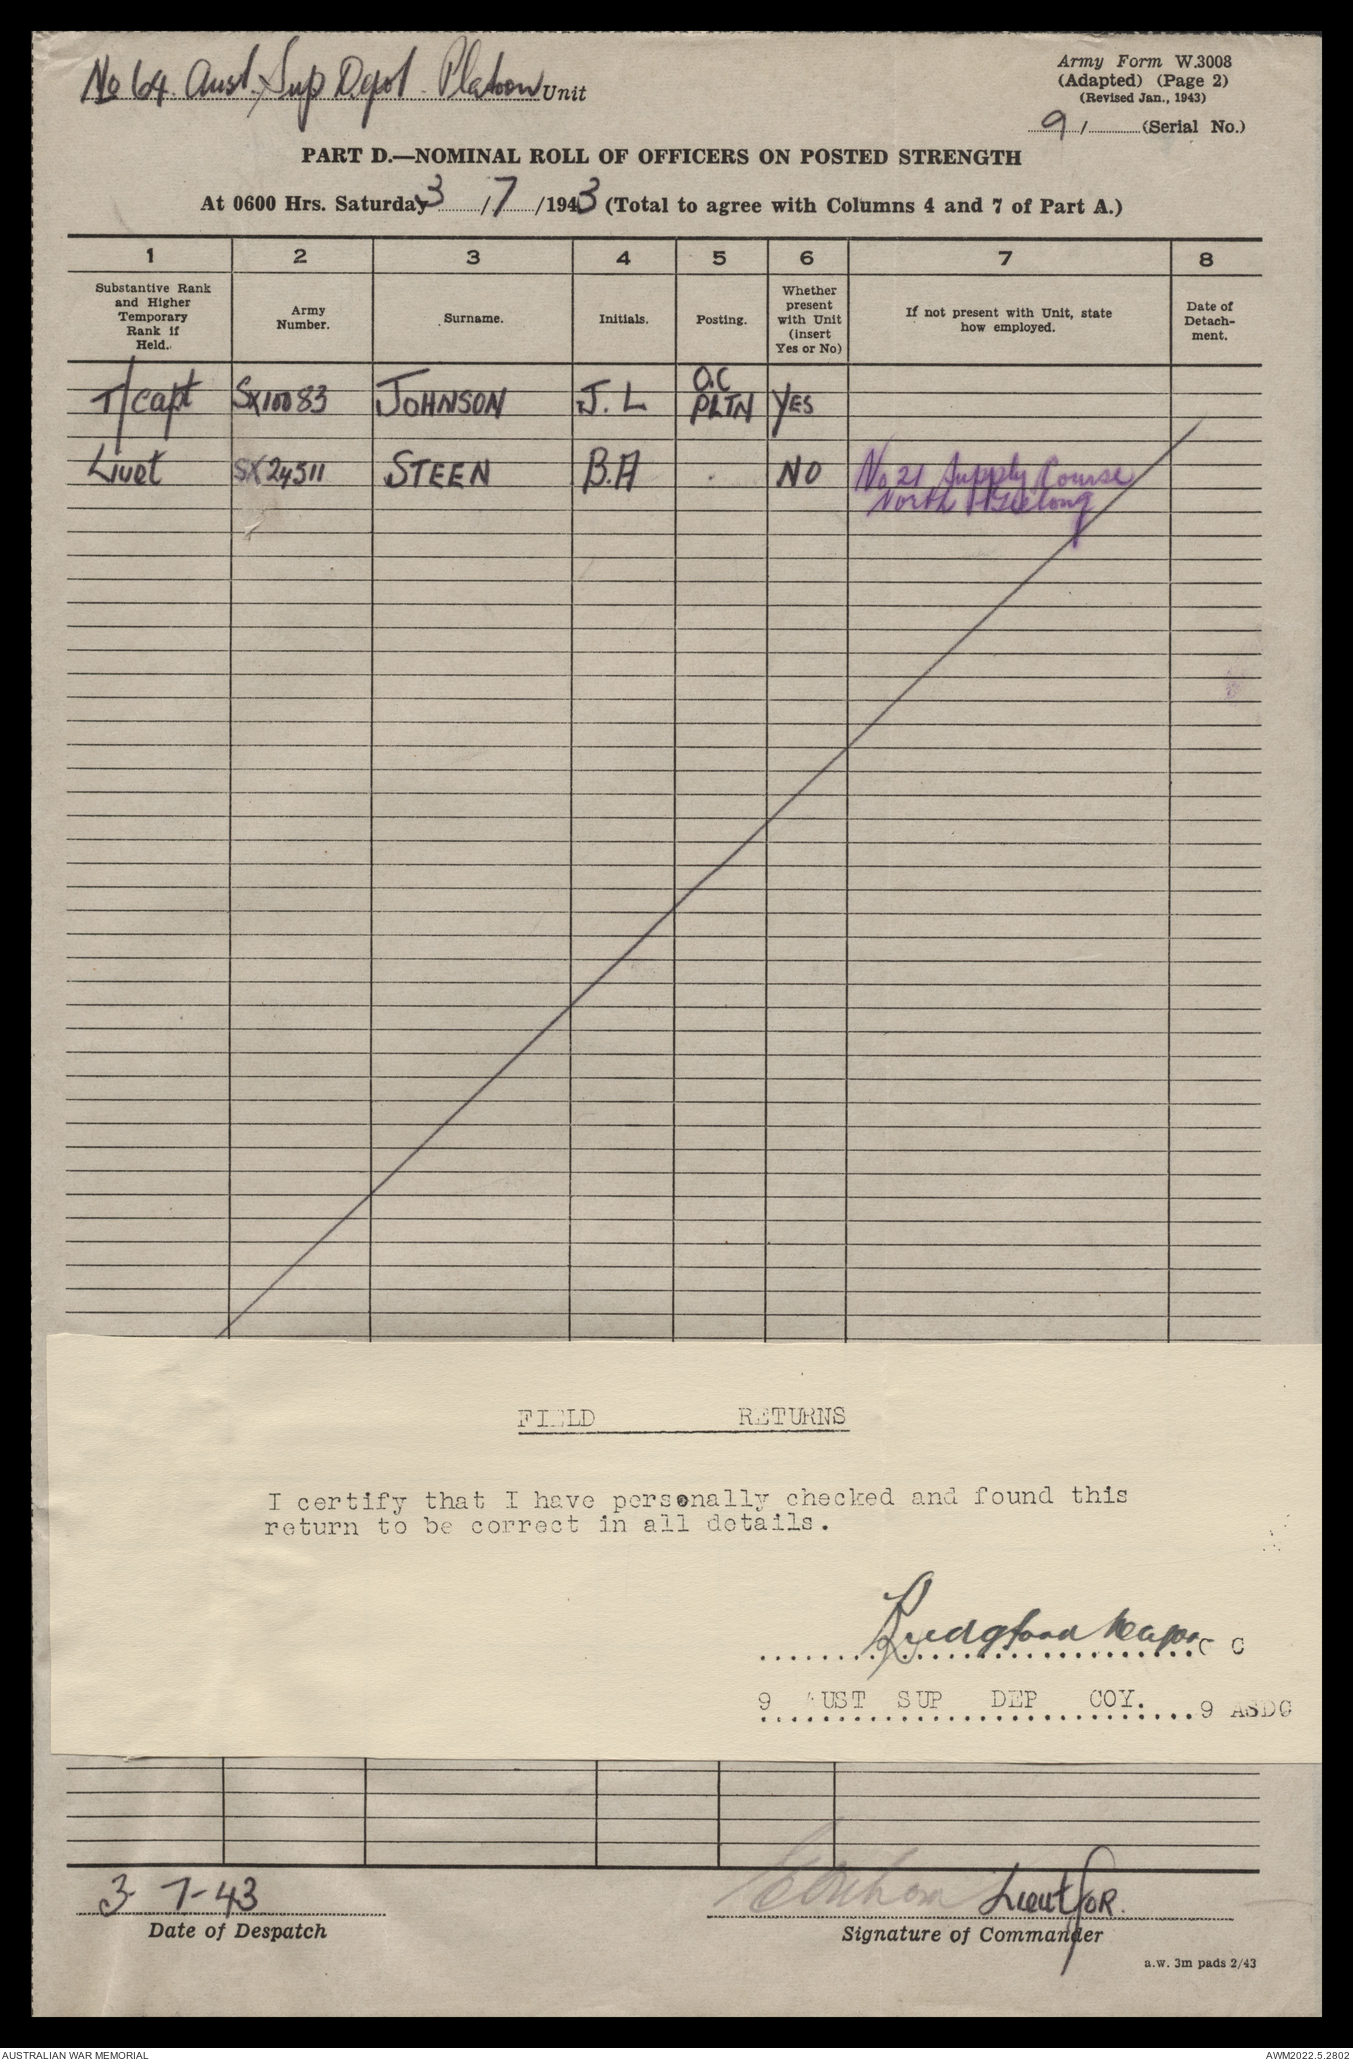 No 64. Aust. Sup Depot. Platoon Unit
Army Form W.3008
(Adapted) (Page 2)
(Revised Jan., 1943)
9 / (Serial No.)
PART D.—NOMINAL ROLL OF OFFICERS ON POSTED STRENGTH
At 0600 Hrs. Saturday 3 / 7 /1943 (Total to agree with Columns 4 and 7 of Part A.)
1 2 3 4 5 6 7 8
Substantive Rank and Higher Temporary Rank if Held.
Army Number.
Surname.
Initials.
Posting.
Whether present with Unit (insert Yes or No)
If not present with Unit, state how employed.
Date of Detach-ment.
T/Capt SX10083 JOHNSON J. L O.C PLTN YES
Lieut SX24511 STEEN B.A NO No 21 Supply Course
North Geelong
FIELD RETURNS
I certify that I have personally checked and found this
return to be correct in all details.
Major C C
9 AUST SUP DEP COY. 9 ASDC
3-7-43
Lieut for.
Date of Despatch
Signature of Commander
a.w. 3m pads 2/43
AUSTRALIAN WAR MEMORIAL
AWM2022.5.2802